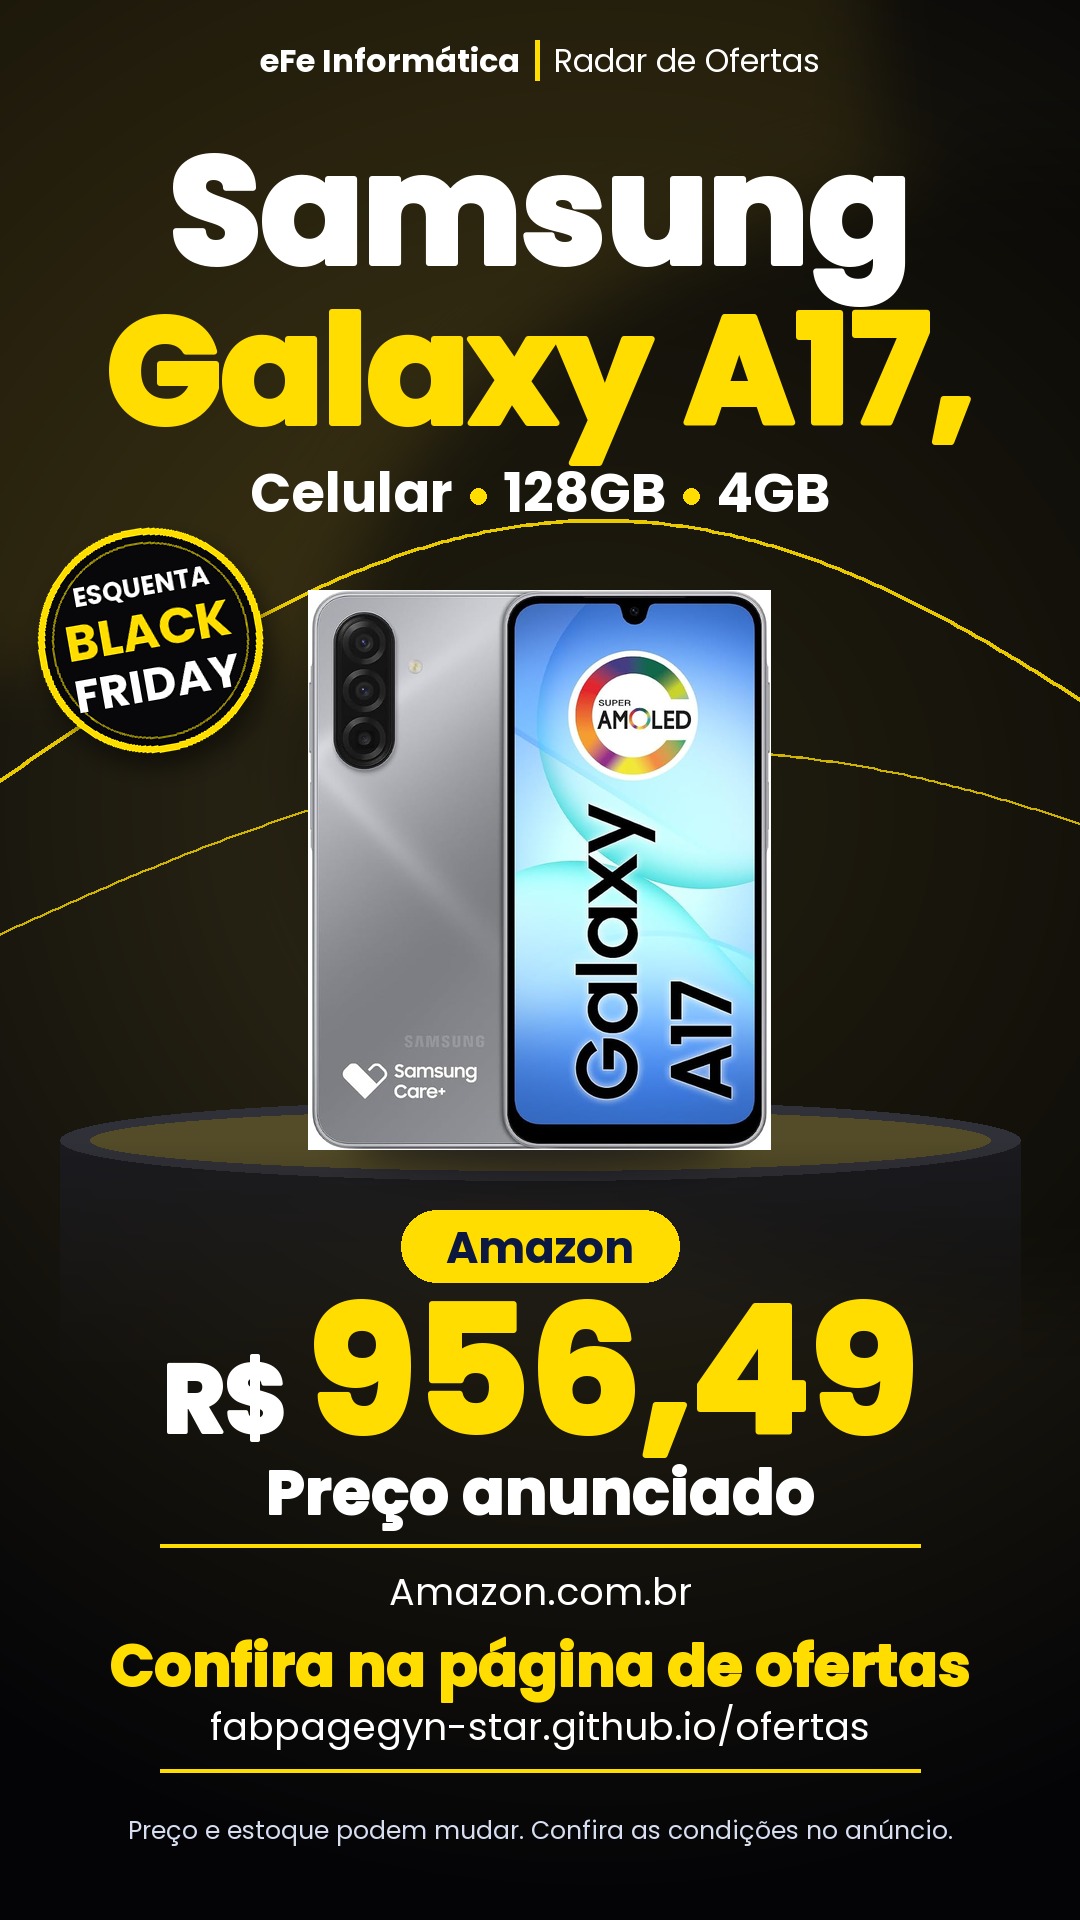 eFe Informática | Radar de Ofertas
Samsung
Galaxy A17,
Celular • 128GB • 4GB
ESQUENTA
BLACK
FRIDAY
SUPER
AMOLED
Galaxy
A17
SAMSUNG
Samsung
Care+
Amazon
R$ 956,49
Preço anunciado
Amazon.com.br
Confira na página de ofertas
fabpagegyn-star.github.io/ofertas
Preço e estoque podem mudar. Confira as condições no anúncio.